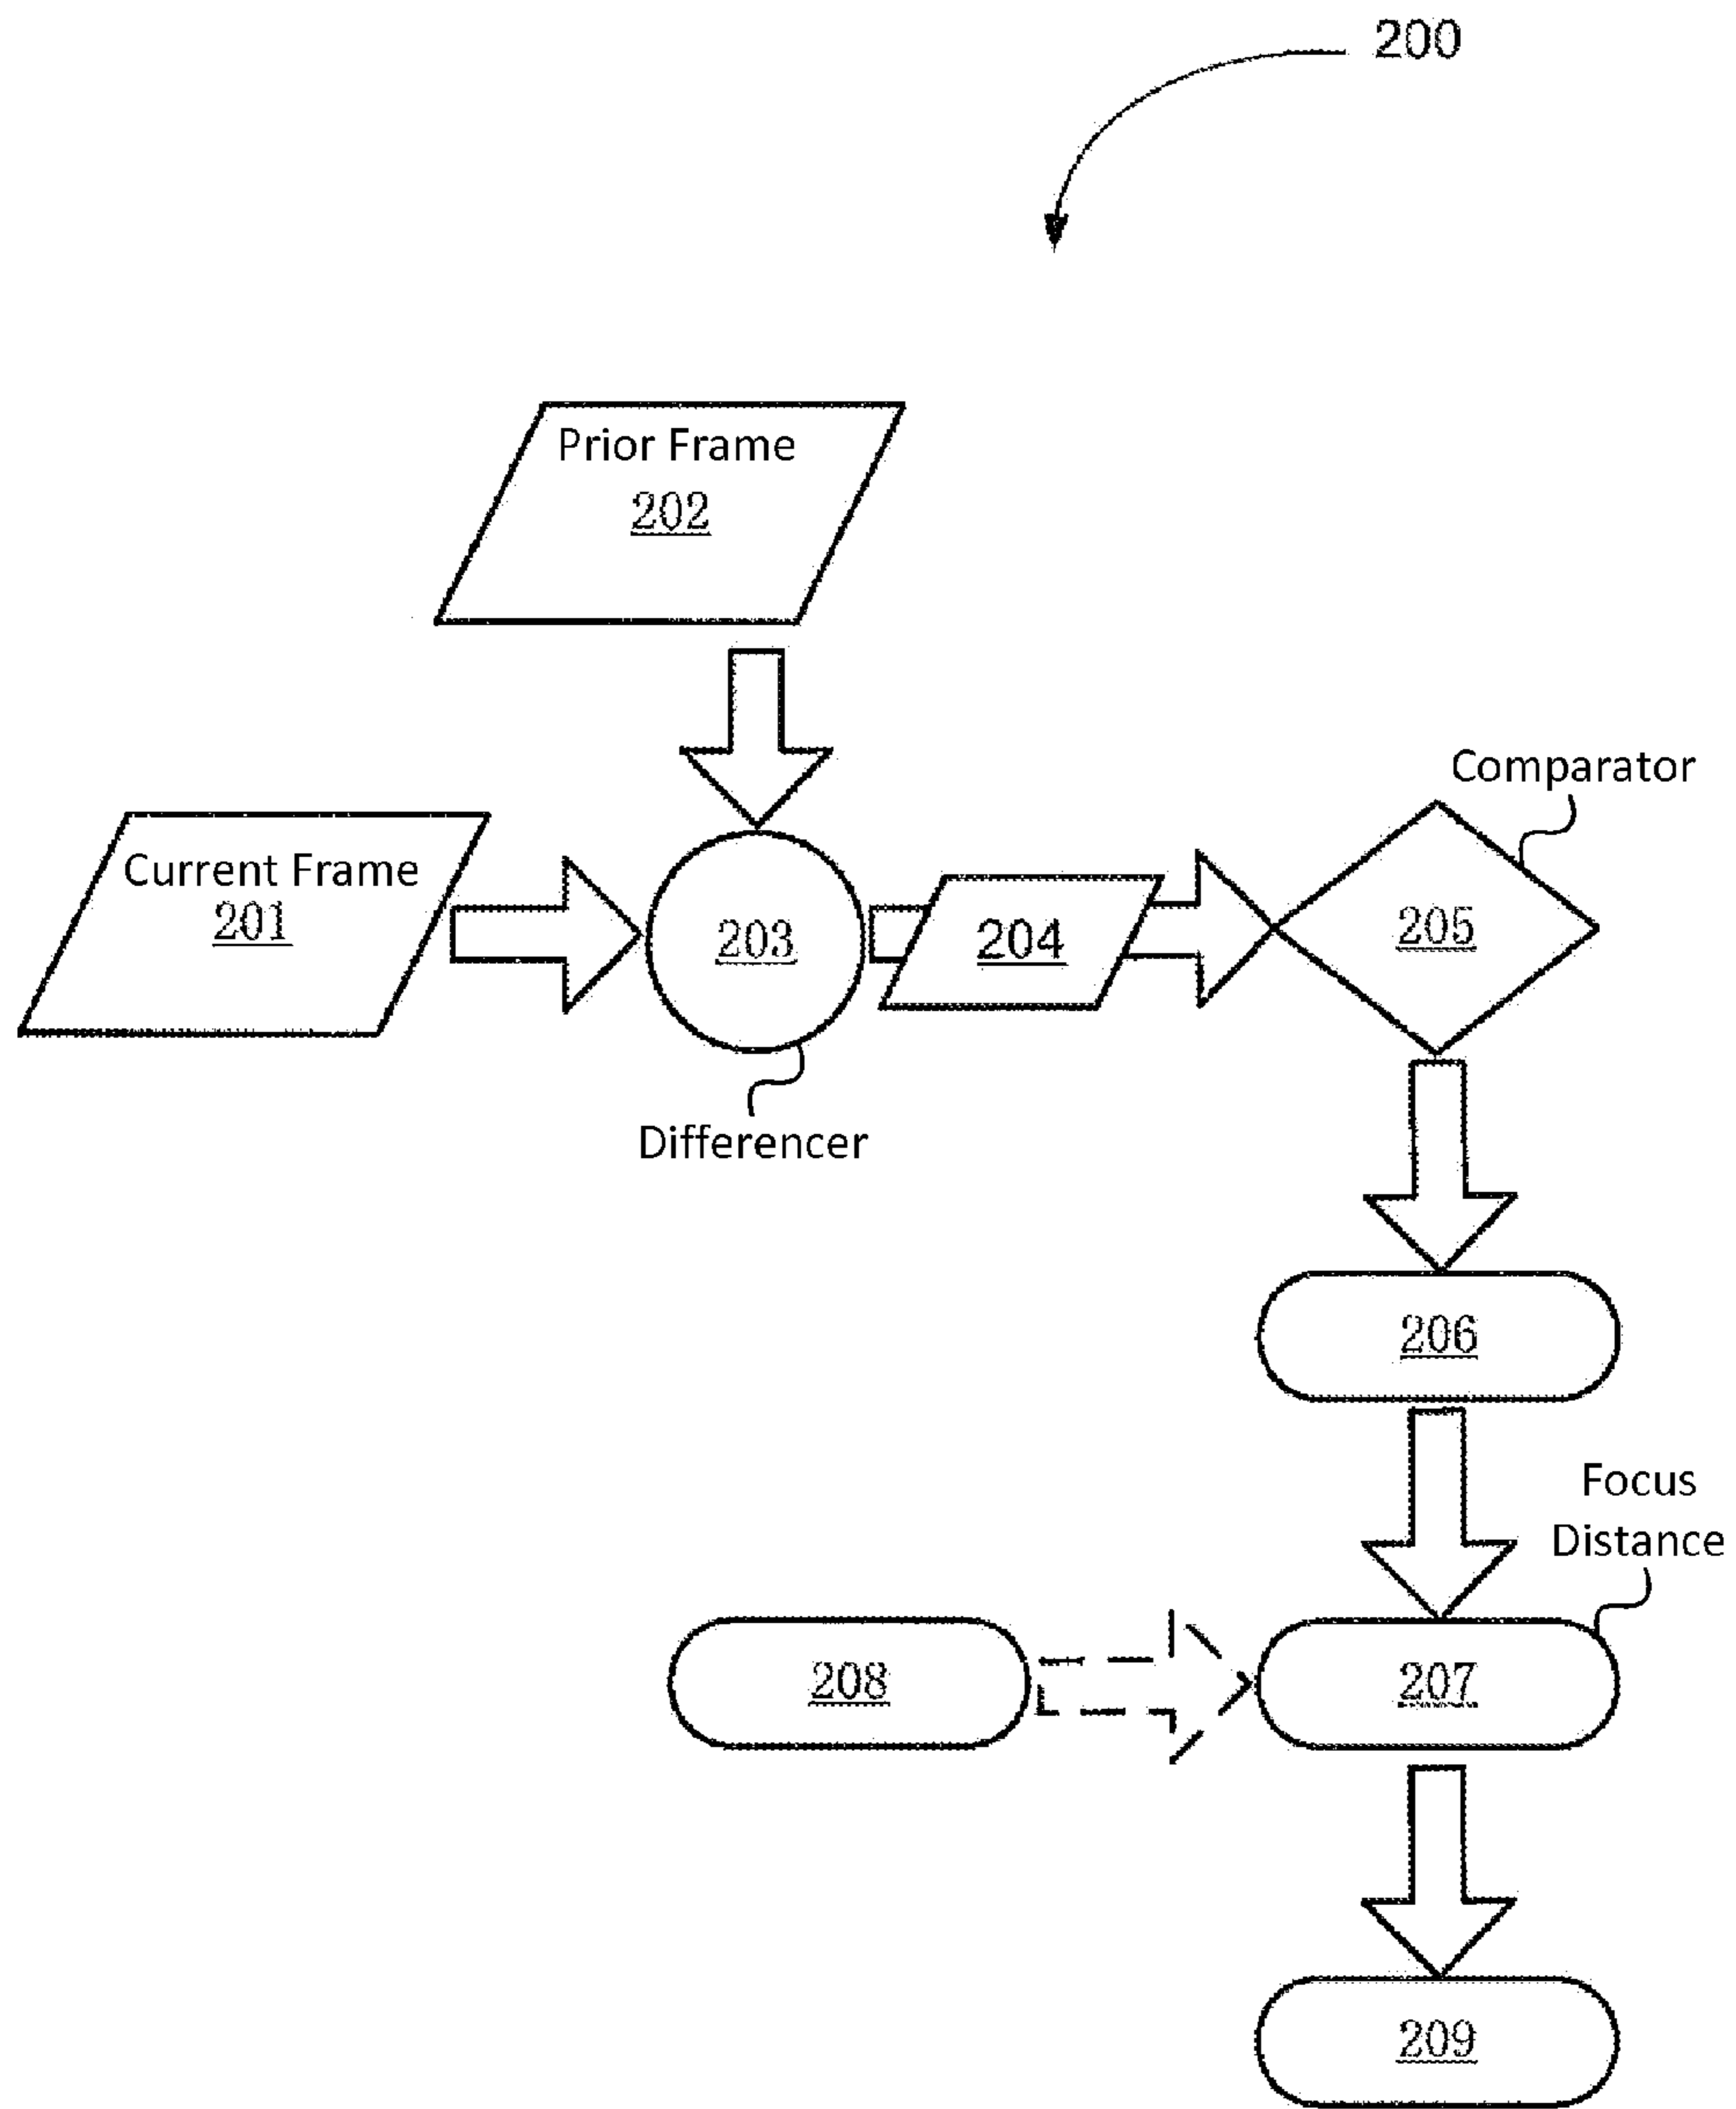 200
Prior Frame
202
Comparator
Current Frame
201
203
204
205
Differencer
206
Focus
Distance
208
207
209